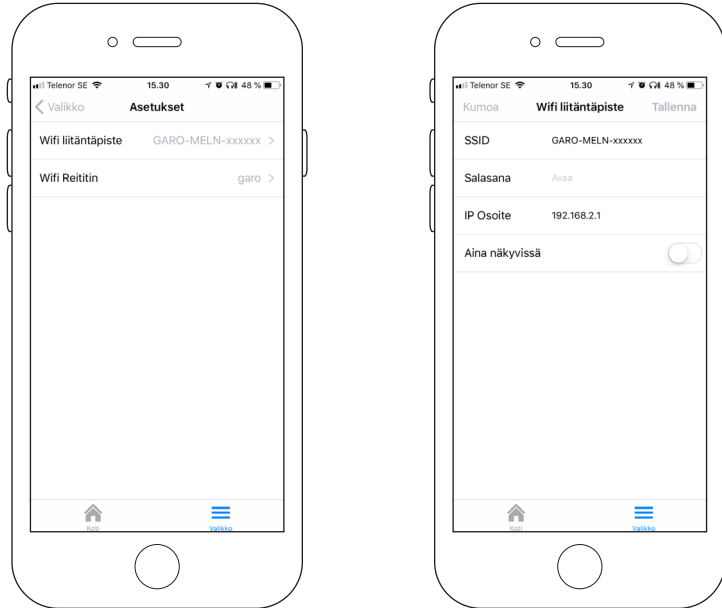 Telenor SE 15.30 48 %
Valikko Asetukset
Wifi liitäntäpiste GARO-MELN-xxxxxx
Wifi Reititin garo
Koti Valikko
Telenor SE 15.30 48 %
Kumoa Wifi liitäntäpiste Tallenna
SSID GARO-MELN-xxxxxx
Salasana Avaa
IP Osoite 192.168.2.1
Aina näkyvissä
Koti Valikko